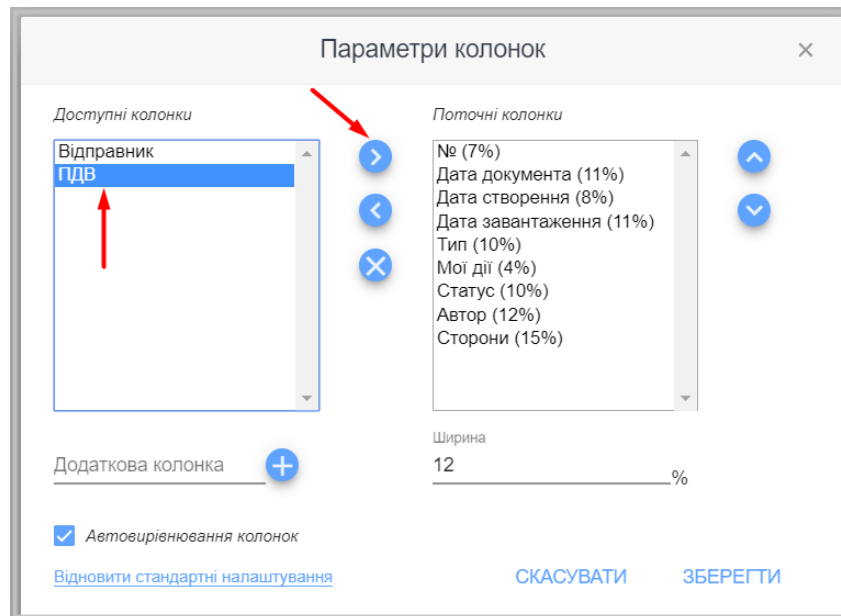 Параметри колонок
Доступні колонки
Відправник
ПДВ
Поточні колонки
№ (7%)
Дата документа (11%)
Дата створення (8%)
Дата завантаження (11%)
Тип (10%)
Мої дії (4%)
Статус (10%)
Автор (12%)
Сторони (15%)
Додаткова колонка
Ширина
12 %
Автовирівнювання колонок
Відновити стандартні налаштування
СКАСУВАТИ ЗБЕРЕГТИ